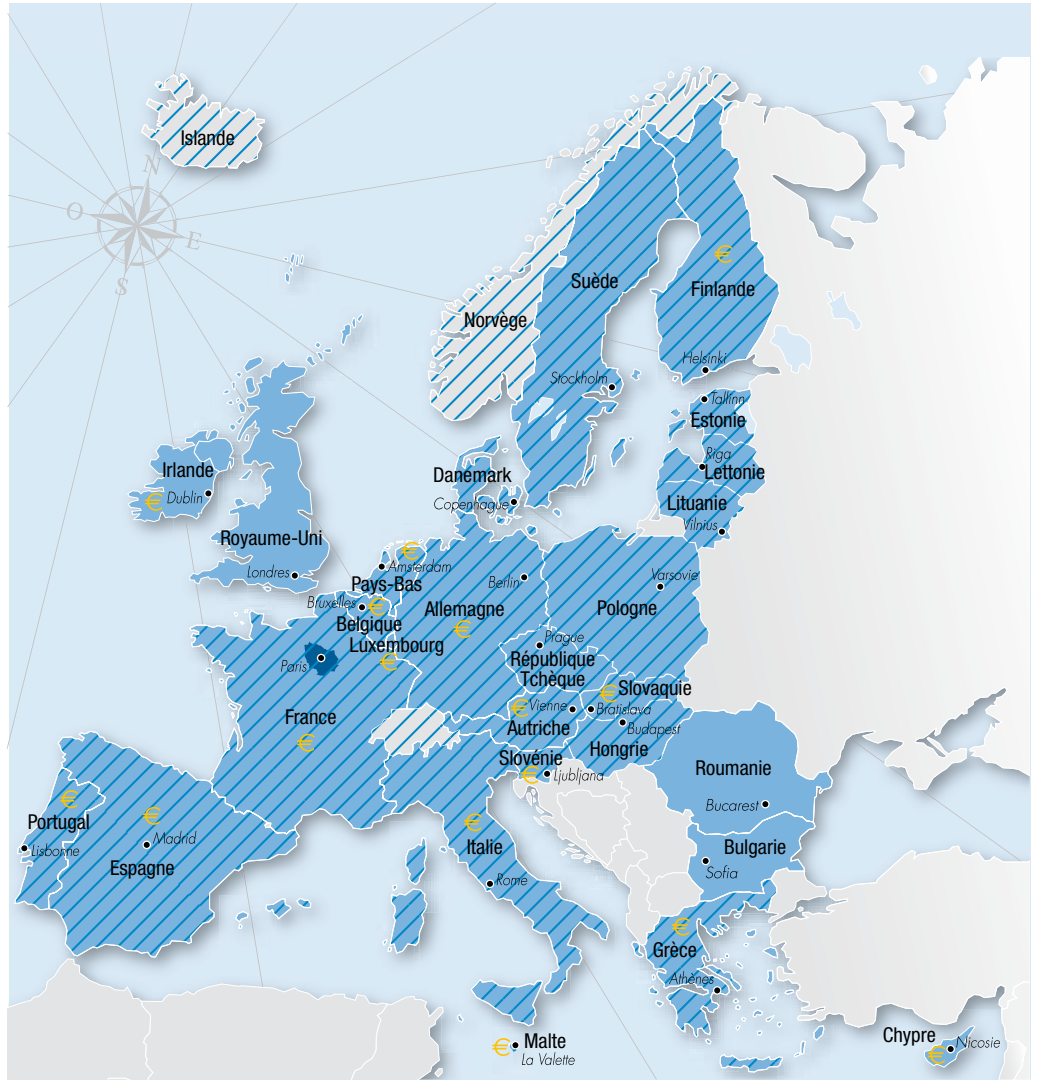 Islande
N
O
E
S
Suède
Finlande
€
Norvège
Helsinki
Stockholm
Tallinn
Estonie
Riga
Lettonie
Irlande
Danemark
€ Dublin
Copenhague
Lituanie
Vilnius
Royaume-Uni
€
Londres
Amsterdam
Berlin
Varsovie
Pays-Bas
Bruxelles
€
Allemagne
Pologne
Belgique
€
Luxembourg
Prague
Paris
€
République
Tchèque
€ Slovaquie
France
€ Vienne
Bratislava
Autriche
Budapest
€
Hongrie
Slovénie
€ Ljubljana
Roumanie
€
€
Bucarest
Portugal
€
Madrid
Italie
Bulgarie
Lisbonne
Espagne
Sofia
Rome
€
Grèce
Athènes
Chypre
€ Malte
Nicosie
La Valette
€